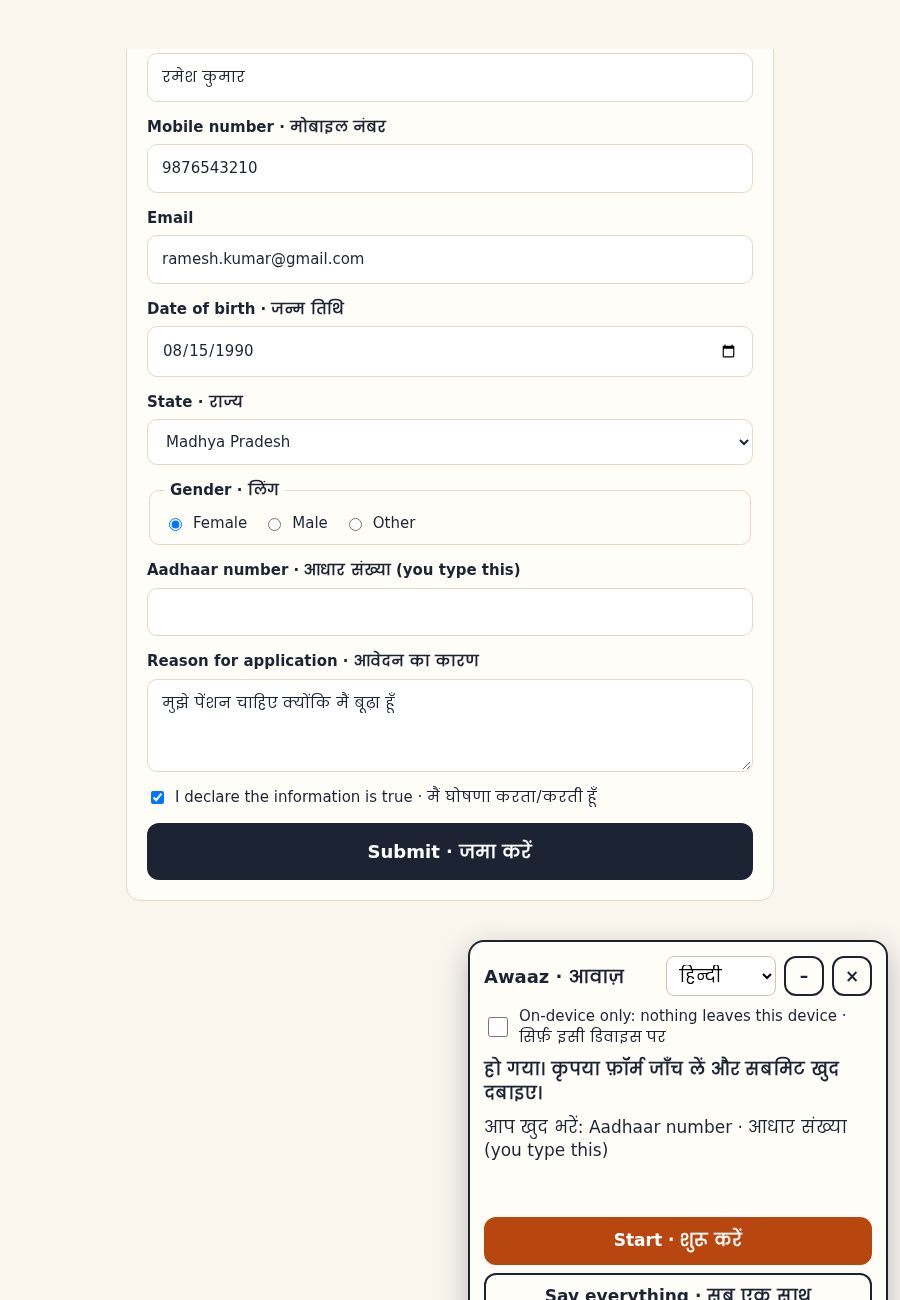 रमेश कुमार
Mobile number · मोबाइल नंबर
9876543210
Email
ramesh.kumar@gmail.com
Date of birth · जन्म तिथि
08/15/1990
State · राज्य
Madhya Pradesh
Gender · लिंग
Female Male Other
Aadhaar number · आधार संख्या (you type this)
Reason for application · आवेदन का कारण
मुझे पेंशन चाहिए क्योंकि मैं बूढ़ा हूँ
I declare the information is true · मैं घोषणा करता/करती हूँ
Submit · जमा करें
Awaaz · आवाज़ हिन्दी – ×
On-device only: nothing leaves this device ·
सिर्फ़ इसी डिवाइस पर
हो गया। कृपया फ़ॉर्म जाँच लें और सबमिट खुद
दबाइए।
आप खुद भरें: Aadhaar number · आधार संख्या
(you type this)
Start · शुरू करें
Say everything · सब एक साथ